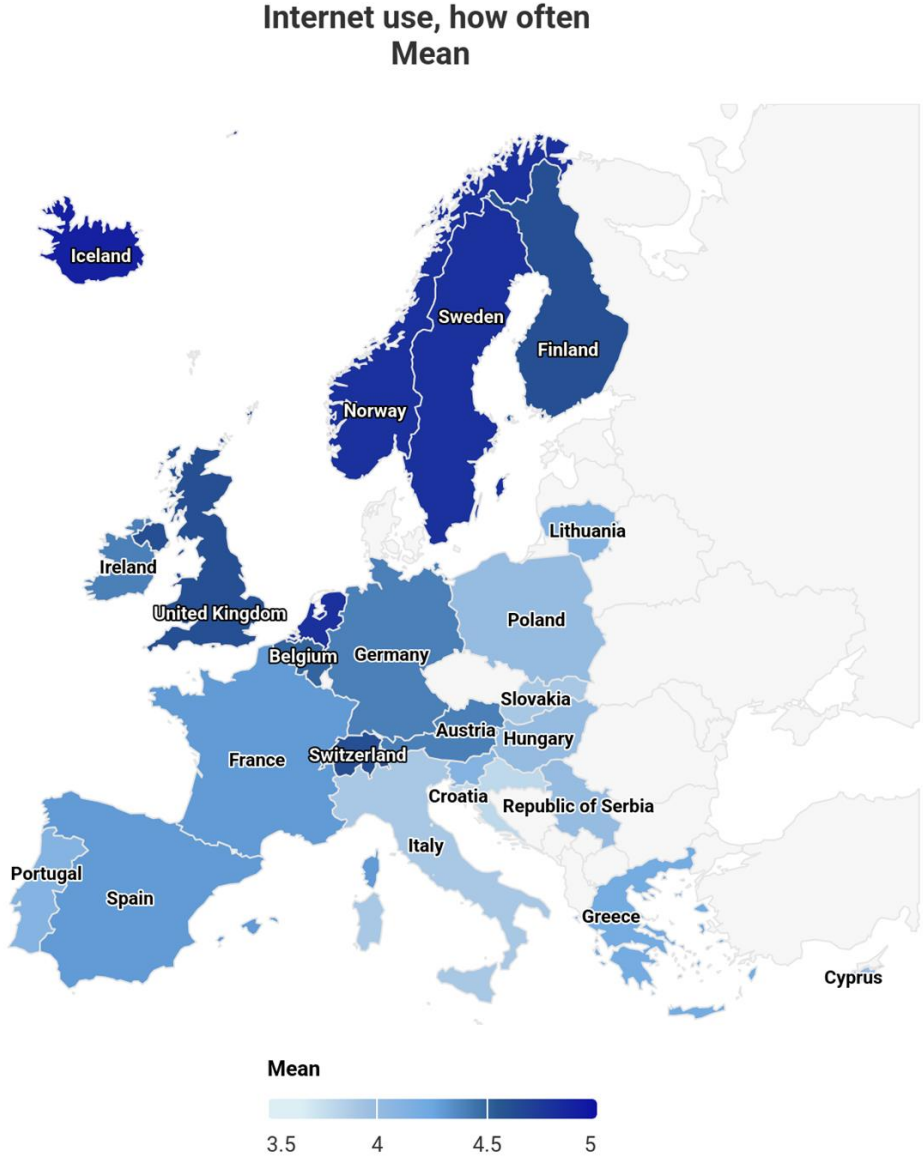 Internet use, how often
Mean
Iceland
Sweden
Finland
Norway
Lithuania
Ireland
United Kingdom
Poland
Belgium
Germany
Slovakia
Austria
Hungary
Switzerland
France
Croatia
Republic of Serbia
Italy
Portugal
Spain
Greece
Cyprus
Mean
3.5 4 4.5 5